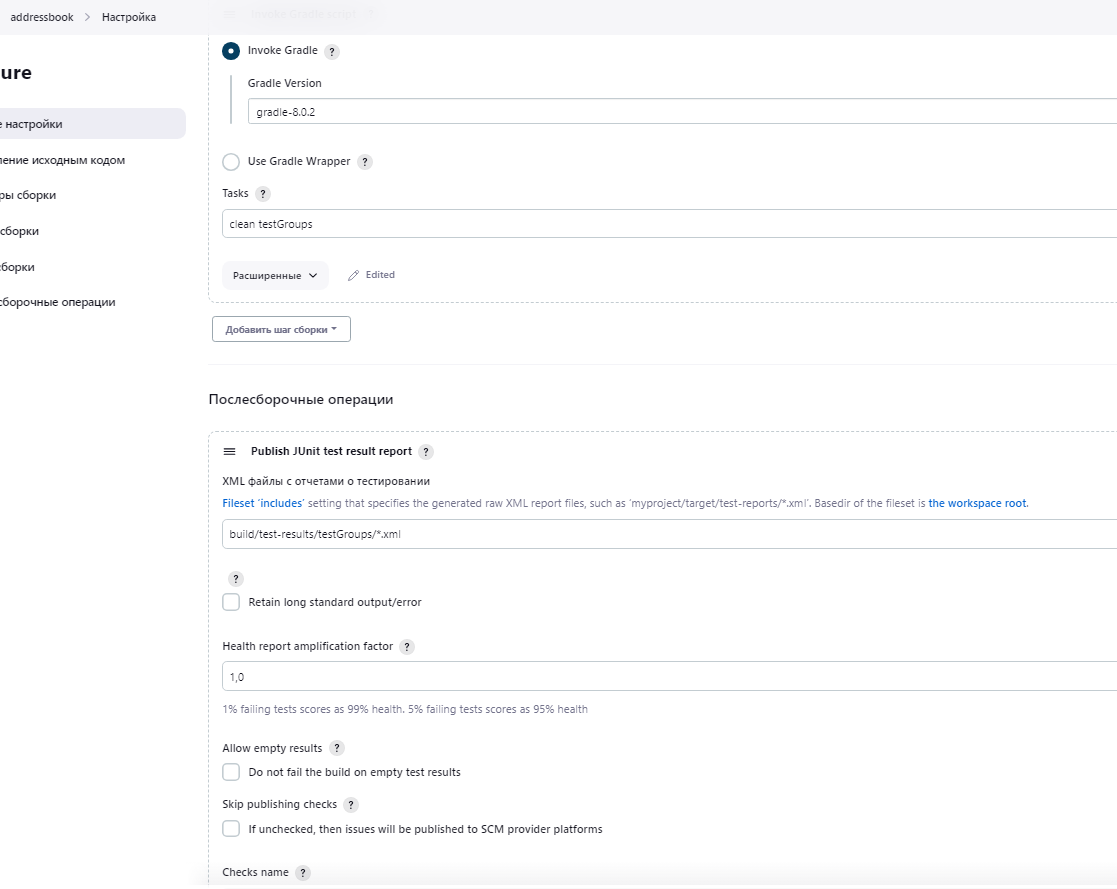 addressbook > Настройка
Invoke Gradle script ?
Invoke Gradle ?
ure
Gradle Version
gradle-8.0.2
е настройки
ление исходным кодом
ры сборки
сборки
сборки
сборочные операции
Use Gradle Wrapper ?
Tasks ?
clean testGroups
Расширенные
Edited
Добавить шаг сборки
Послесборочные операции
Publish JUnit test result report ?
XML файлы с отчетами о тестировании
Fileset ‘includes’ setting that specifies the generated raw XML report files, such as ‘myproject/target/test-reports/*.xml’. Basedir of the fileset is the workspace root.
build/test-results/testGroups/*.xml
?
Retain long standard output/error
Health report amplification factor ?
1,0
1% failing tests scores as 99% health. 5% failing tests scores as 95% health
Allow empty results ?
Do not fail the build on empty test results
Skip publishing checks ?
If unchecked, then issues will be published to SCM provider platforms
Checks name ?